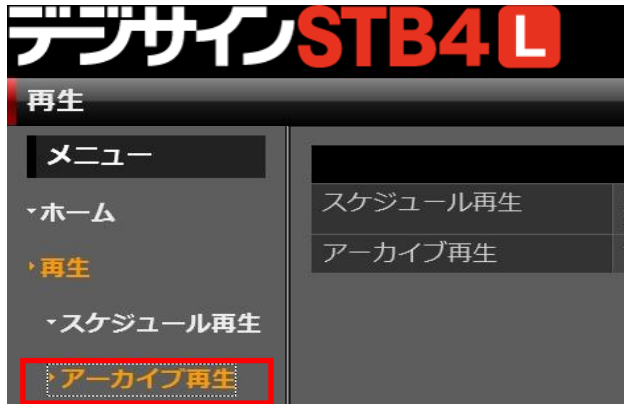 デジサインSTB4 L
再生
メニュー
ホーム
再生
スケジュール再生
アーカイブ再生
スケジュール再生
アーカイブ再生